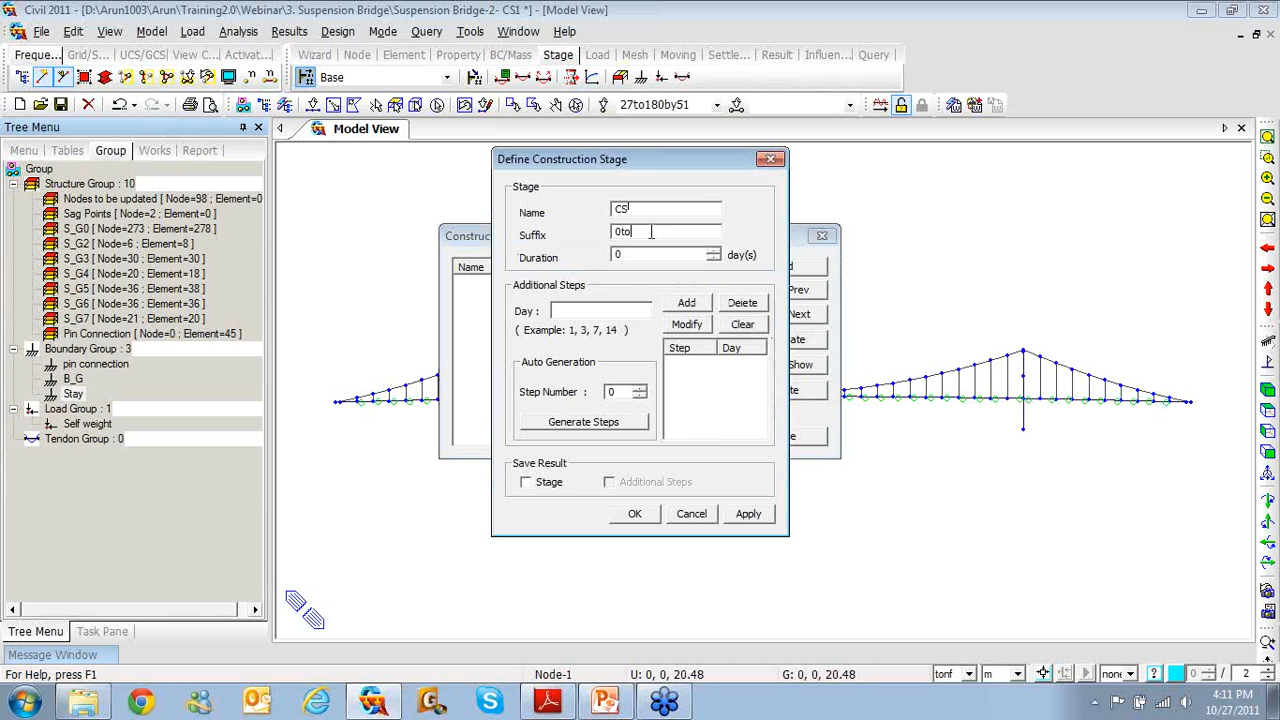 Civil 2011 - [D:\Arun1003\Arun\Training2.0\Webinar\3. Suspension Bridge\Suspension Bridge-2- CS1 *] - [Model View]
File Edit View Model Load Analysis Results Design Mode Query Tools Window Help
Freque... Grid/S... UCS/GCS View C... Activat...
Wizard Node Element Property BC/Mass Stage Load Mesh Moving Settle... Result Influen... Query
Base
27to180by51
Tree Menu
Model View
Menu Tables Group Works Report
Group
Structure Group : 10
Nodes to be updated [ Node=98 ; Element=0
Sag Points [ Node=2 ; Element=0 ]
S_G0 [ Node=273 ; Element=278 ]
S_G2 [ Node=6 ; Element=8 ]
S_G3 [ Node=30 ; Element=30 ]
S_G4 [ Node=18 ; Element=18 ]
S_G5 [ Node=36 ; Element=38 ]
S_G6 [ Node=36 ; Element=36 ]
S_G7 [ Node=21 ; Element=20 ]
Pin Connection [ Node=0 ; Element=45 ]
Boundary Group : 3
pin connection
B_G
Stay
Load Group : 1
Self weight
Tendon Group : 0
Define Construction Stage
Stage
Name CS
Suffix 0to
Duration 0 day(s)
Additional Steps
Day :
( Example: 1, 3, 7, 14 )
Add Delete
Modify Clear
Step Day
Auto Generation
Step Number : 0
Generate Steps
Save Result
Stage Additional Steps
OK Cancel Apply
Construc
Name
d
Prev
Next
ate
Show
te
e
Tree Menu Task Pane
Message Window
For Help, press F1
Node-1
U: 0, 0, 20.48
G: 0, 0, 20.48
tonf
m
none
0 / 2
4:11 PM
10/27/2011